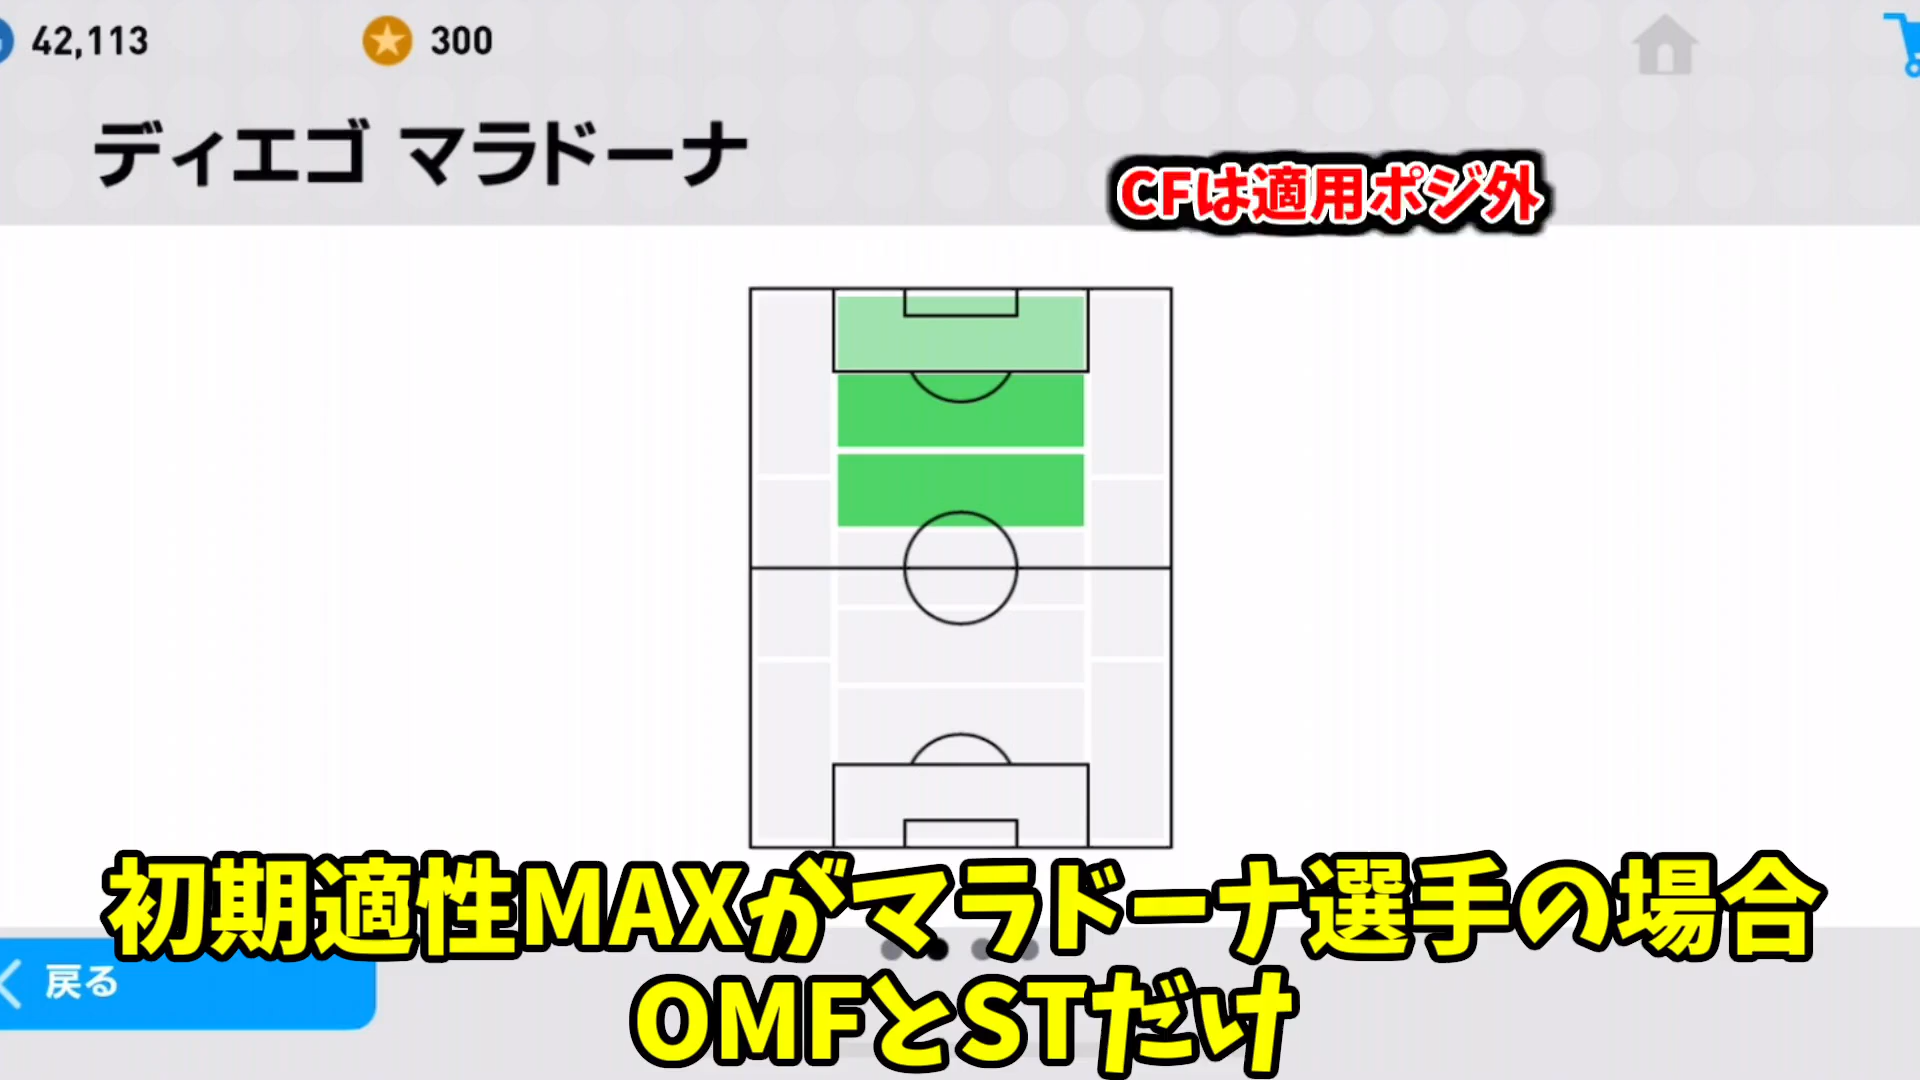 42,113
300
ディエゴ マラドーナ
CFは適用ポジ外
初期適性MAXがマラドーナ選手の場合
戻る
OMFとSTだけ